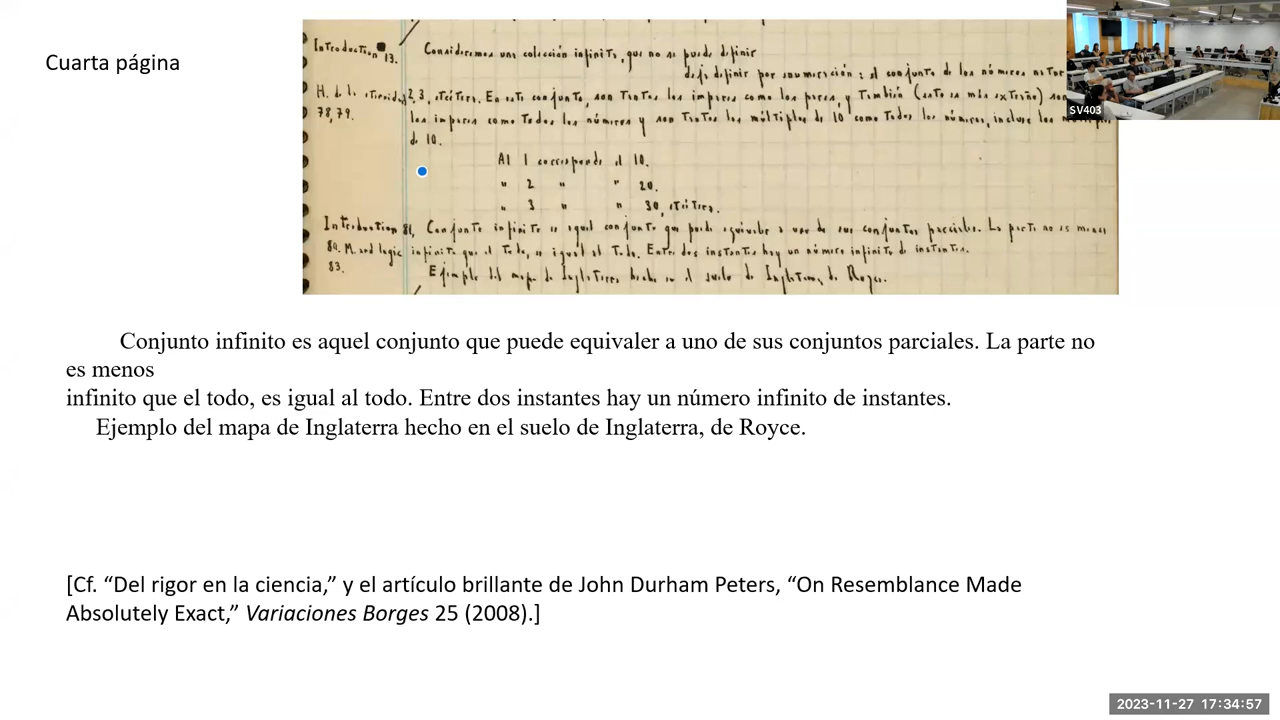 Cuarta página
Introduction 13. Consideremos una colección infinita, que no se puede definir
dejo definir por enumeración: el conjunto de los números
H. de la eternidad 2, 3, etcétera. En este conjunto, son tantos los impares como los pares, y también (esto es más extraño) son
78, 79. los impares como todos los números y son tantos los múltiplos de 10 como todos los números, incluso los
de 10.
Al 1 corresponde el 10.
" 2 " " 20.
" 3 " " 30, etcétera.
Introduction 81, Conjunto infinito es aquel conjunto que puede equivaler a uno de sus conjuntos parciales. La parte no es menos
M. and logic infinito que el todo, es igual al todo. Entre dos instantes hay un número infinito de instantes.
83. Ejemplo del mapa de Inglaterra hecho en el suelo de Inglaterra, de Royce.
SV403
Conjunto infinito es aquel conjunto que puede equivaler a uno de sus conjuntos parciales. La parte no
es menos
infinito que el todo, es igual al todo. Entre dos instantes hay un número infinito de instantes.
Ejemplo del mapa de Inglaterra hecho en el suelo de Inglaterra, de Royce.
[Cf. “Del rigor en la ciencia,” y el artículo brillante de John Durham Peters, “On Resemblance Made
Absolutely Exact,” Variaciones Borges 25 (2008).]
2023-11-27 17:34:57